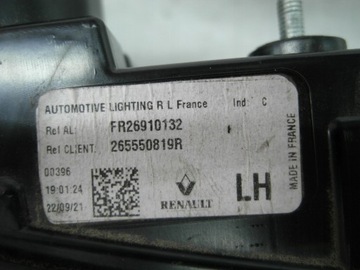 AUTOMOTIVE LIGHTING R L France Ind: C
Ref AL: FR26910132
Ref CLIENT: 265550819R
00396
19:01:24
22/09/21
RENAULT
LH
MADE IN FRANCE